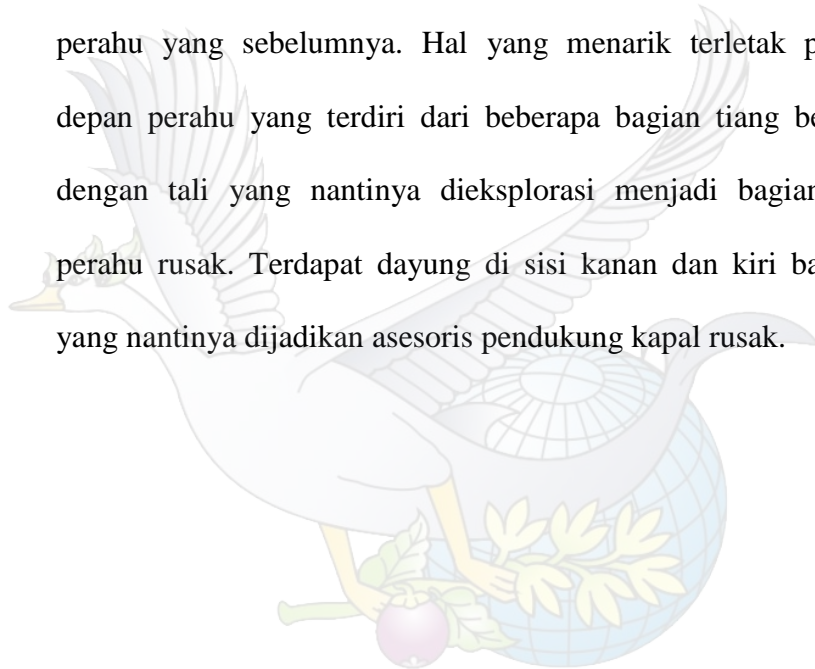 perahu yang sebelumnya. Hal yang menarik terletak
depan perahu yang terdiri dari beberapa bagian tiang
dengan tali yang nantinya dieksplorasi menjadi bagian
perahu rusak. Terdapat dayung di sisi kanan dan kiri
yang nantinya dijadikan asesoris pendukung kapal rusak.